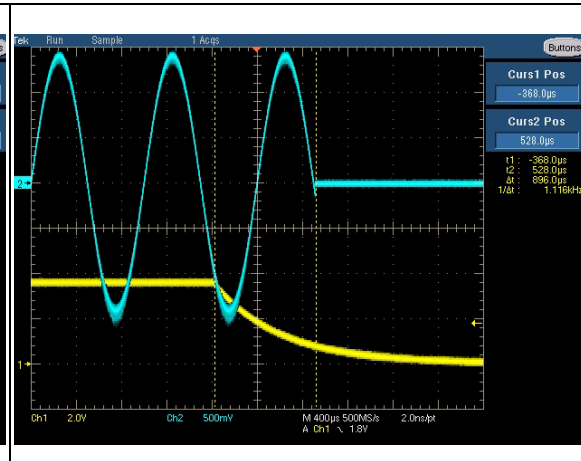 Tek Run Sample 1 Acqs
Buttons
Curs1 Pos
-368.0µs
Curs2 Pos
528.0µs
t1 : -368.0µs
t2 : 528.0µs
Δt : 896.0µs
1/Δt : 1.116kHz
2
1
Ch1 2.0V Ch2 500mV M 400µs 500MS/s 2.0ns/pt
A Ch1 \ 1.8V